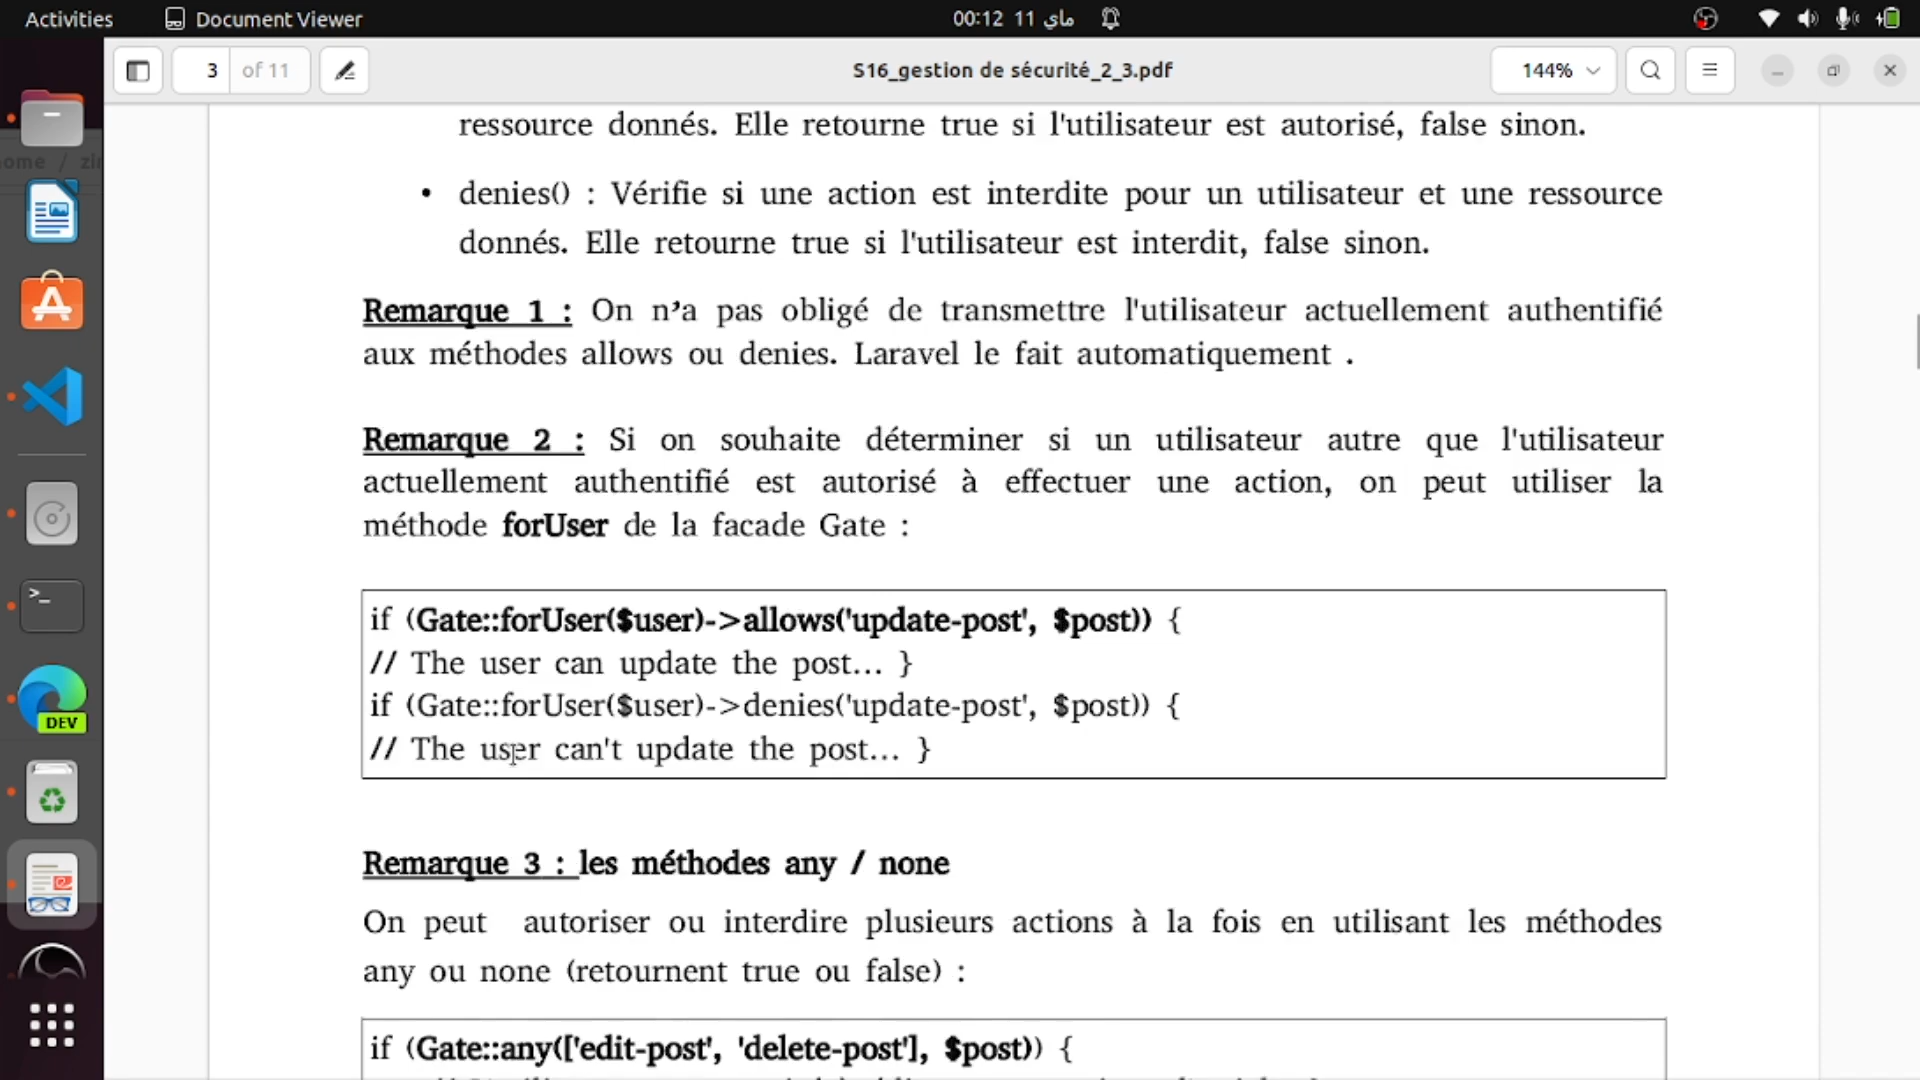 Activities
Document Viewer
00:12 11 ماي
3 of 11
S16_gestion de sécurité_2_3.pdf
144%
ressource donnés. Elle retourne true si l'utilisateur est autorisé, false sinon.
• denies() : Vérifie si une action est interdite pour un utilisateur et une ressource
donnés. Elle retourne true si l'utilisateur est interdit, false sinon.
Remarque 1 : On n’a pas obligé de transmettre l'utilisateur actuellement authentifié
aux méthodes allows ou denies. Laravel le fait automatiquement .
Remarque 2 : Si on souhaite déterminer si un utilisateur autre que l'utilisateur
actuellement authentifié est autorisé à effectuer une action, on peut utiliser la
méthode forUser de la facade Gate :
if (Gate::forUser($user)->allows('update-post', $post)) {
// The user can update the post... }
if (Gate::forUser($user)->denies('update-post', $post)) {
// The user can't update the post... }
Remarque 3 : les méthodes any / none
On peut autoriser ou interdire plusieurs actions à la fois en utilisant les méthodes
any ou none (retournent true ou false) :
if (Gate::any(['edit-post', 'delete-post'], $post)) {
DEV